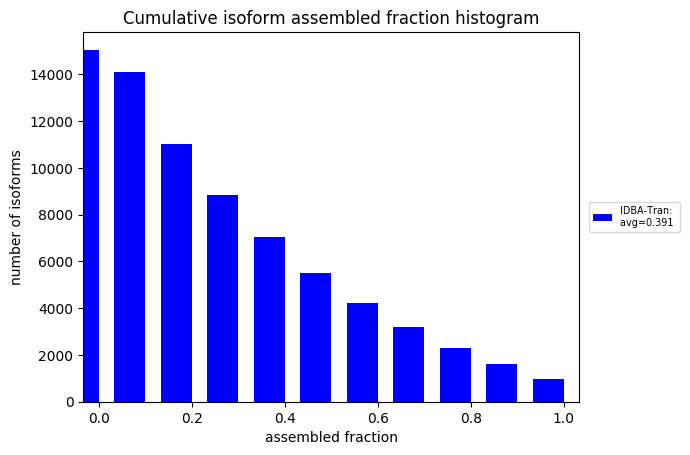 Cumulative isoform assembled fraction histogram
number of isoforms
14000
12000
10000
8000
6000
4000
2000
0
0.0 0.2 0.4 0.6 0.8 1.0
assembled fraction
IDBA-Tran:
avg=0.391